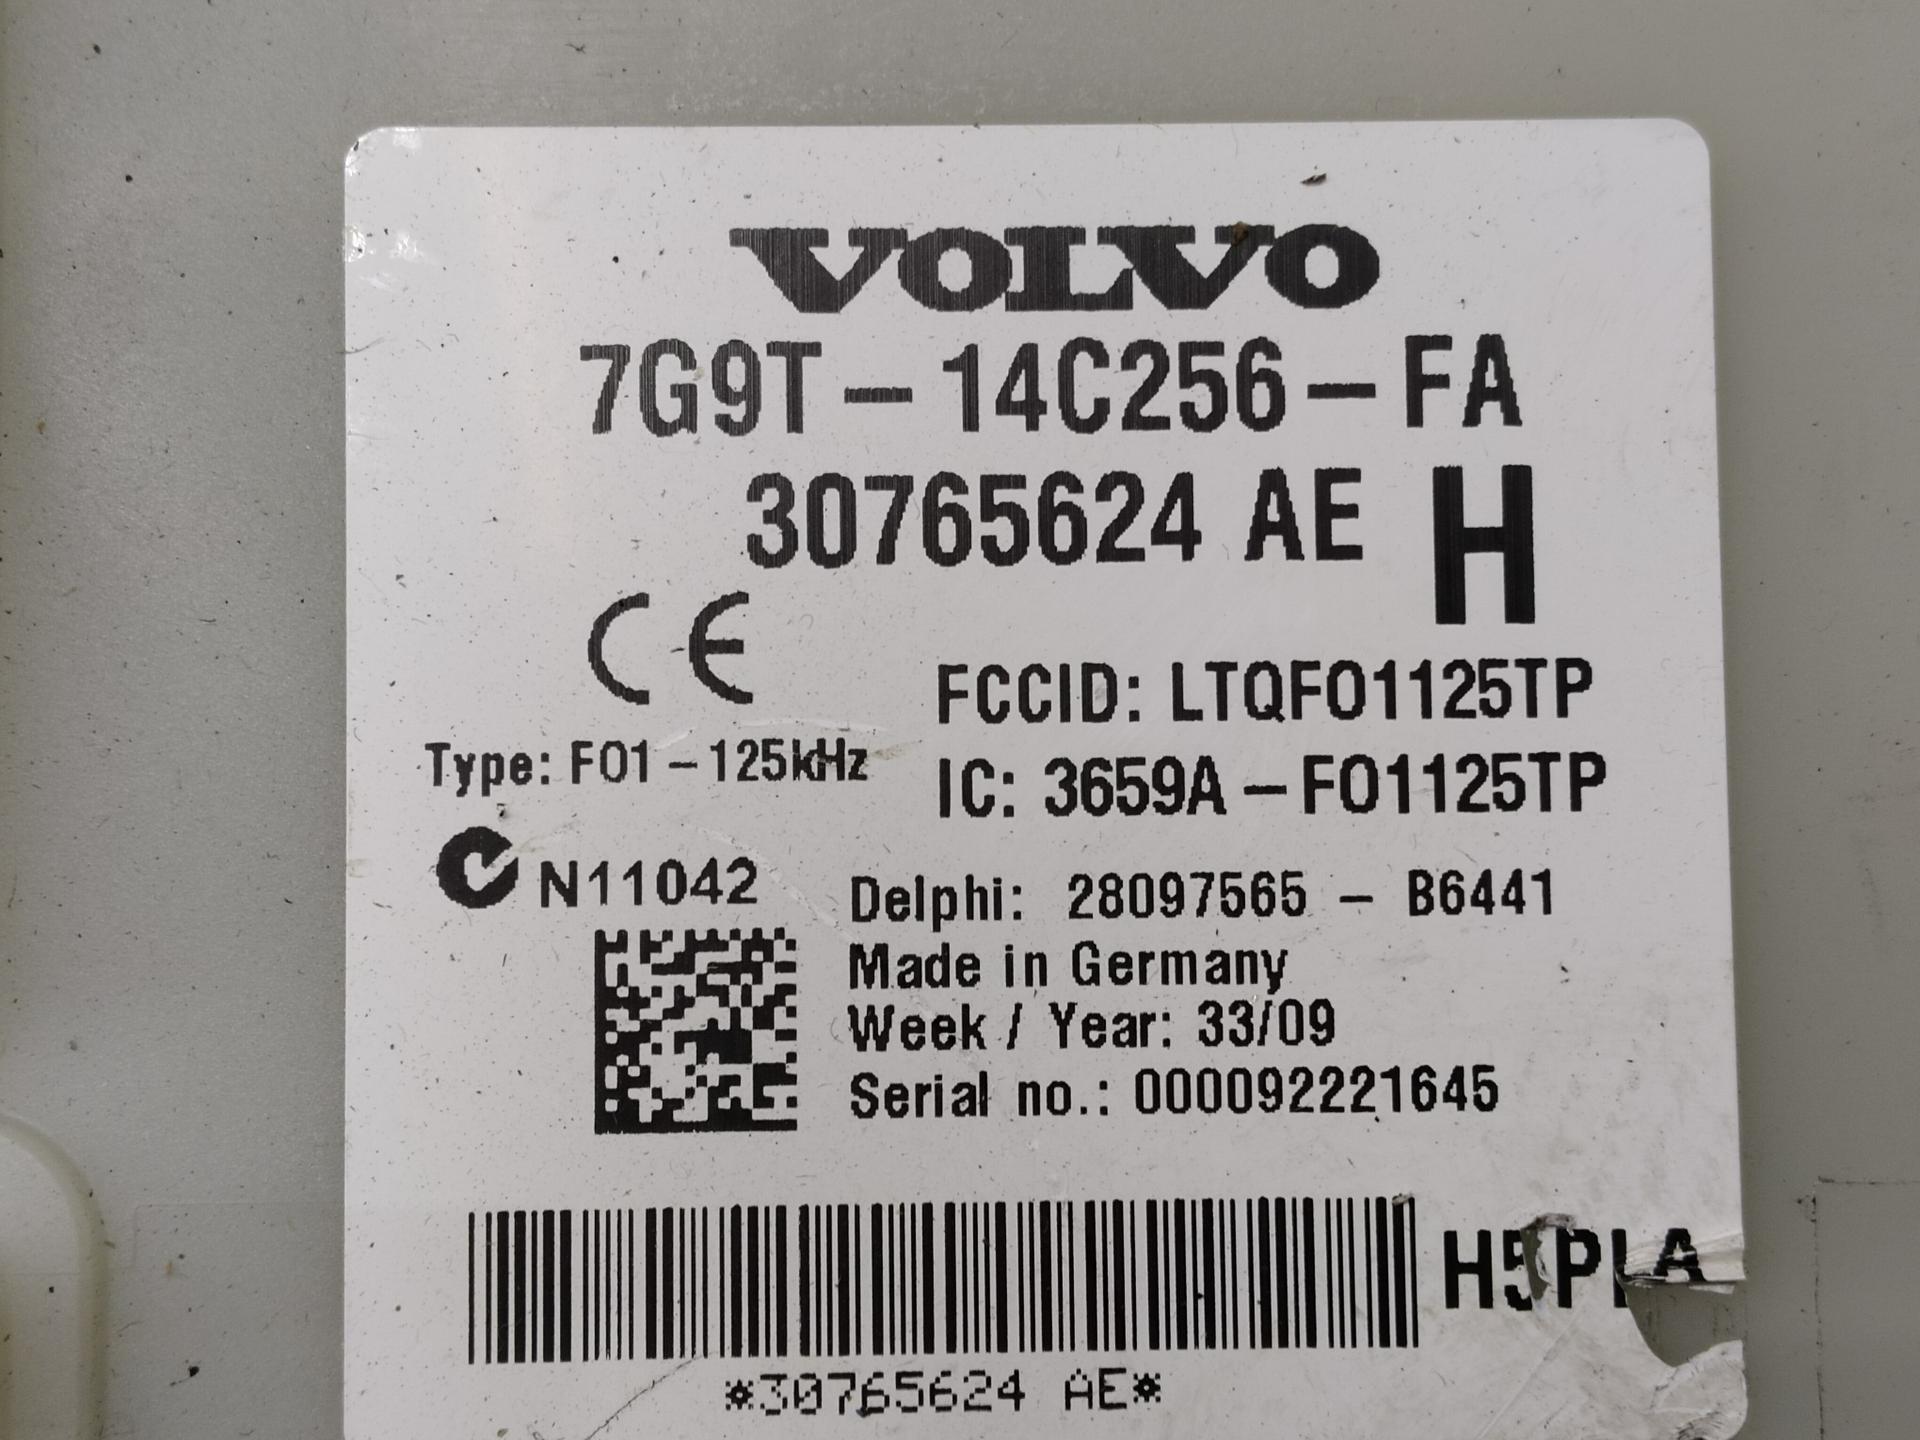 VOLVO
7G9T-14C256-FA
30765624 AE H
CE
FCCID: LTQFO1125TP
Type: FO1-125kHz
IC: 3659A-FO1125TP
N11042
Delphi: 28097565 - B6441
Made in Germany
Week / Year: 33/09
Serial no.: 000092221645
*30765624 AE*